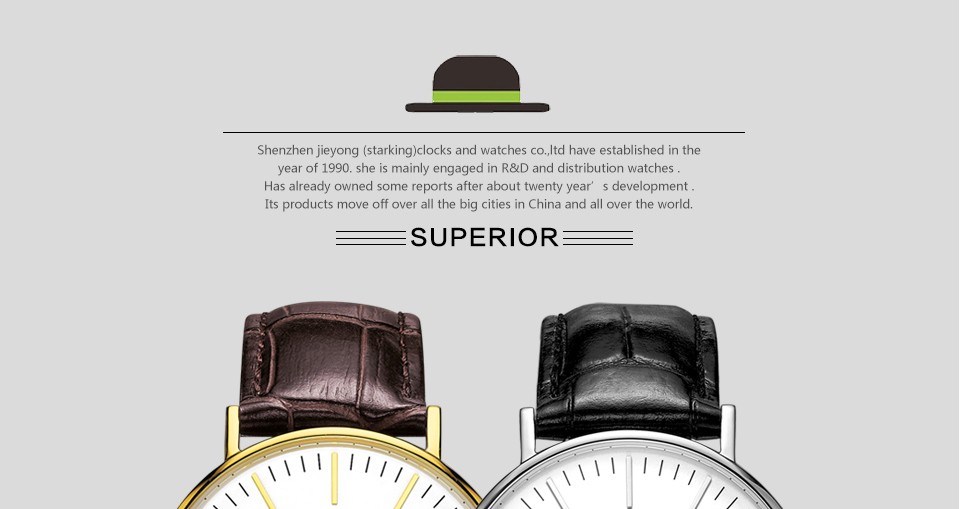 Shenzhen jieyong (starking)clocks and watches co.,ltd have established in the
year of 1990. she is mainly engaged in R&D and distribution watches .
Has already owned some reports after about twenty year’s development .
Its products move off over all the big cities in China and all over the world.
SUPERIOR